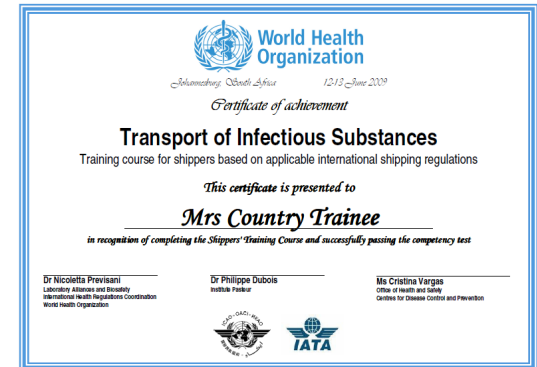 World Health
Organization
Johannesburg, South Africa 12-13 June 2009
Certificate of achievement
Transport of Infectious Substances
Training course for shippers based on applicable international shipping regulations
This certificate is presented to
Mrs Country Trainee
in recognition of completing the Shippers' Training Course and successfully passing the competency test
Dr Nicoletta Previsani
Laboratory Alliances and Biosafety
International Health Regulations Coordination
World Health Organization
Dr Philippe Dubois
Institute Pasteur
Ms Cristina Vargas
Office of Health and Safety
Centres for Disease Control and Prevention
ICAO · OACI · ИКАО
IATA